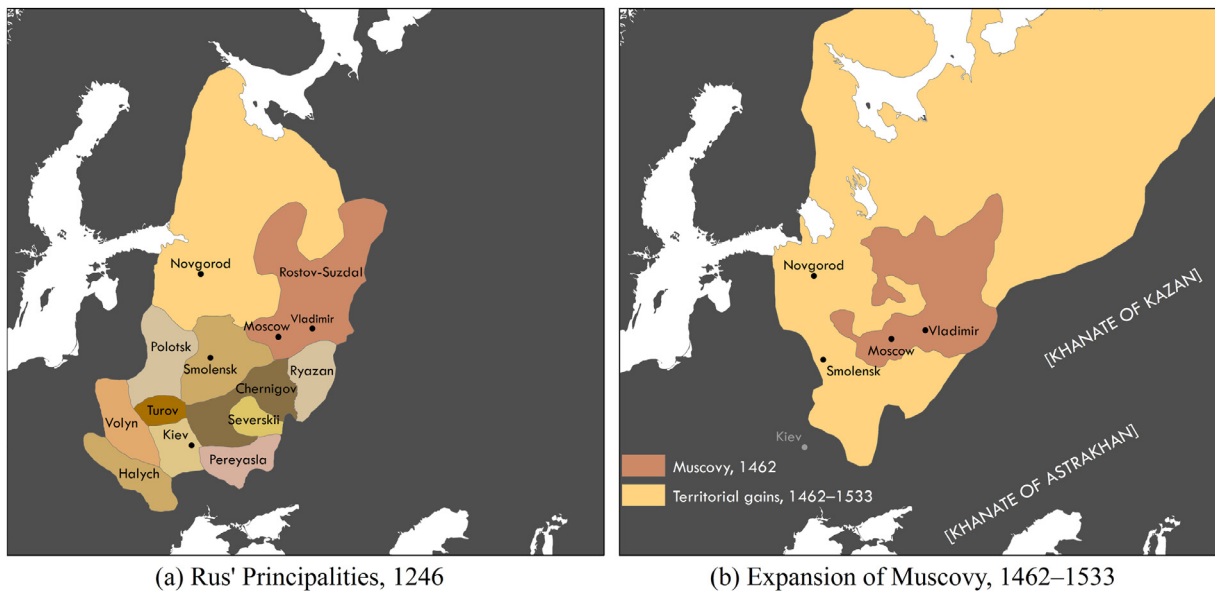 Novgorod
Rostov-Suzdal
Moscow
Vladimir
Polotsk
Smolensk
Ryazan
Chernigov
Turov
Volyn
Severskii
Kiev
Halych
Pereyasla
(a) Rus' Principalities, 1246
Novgorod
Vladimir
Moscow
Smolensk
[KHANATE OF KAZAN]
Kiev
[KHANATE OF ASTRAKHAN]
Muscovy, 1462
Territorial gains, 1462–1533
(b) Expansion of Muscovy, 1462–1533